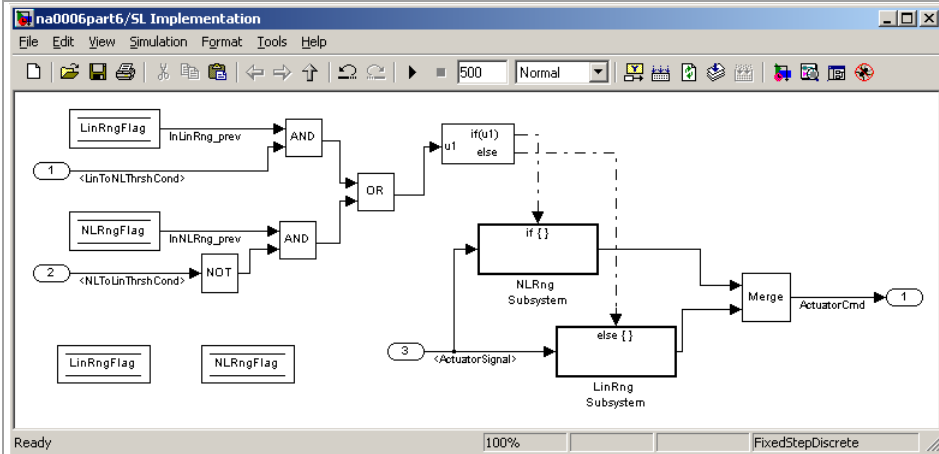 na0006part6/SL Implementation
File Edit View Simulation Format Tools Help
500 Normal
LinRngFlag
InLinRng_prev
AND
1
<LinToNLThrshCond>
if(u1)
u1
else
OR
NLRngFlag
InNLRng_prev
AND
2
<NLToLinThrshCond>
NOT
if { }
NLRng
Subsystem
Merge
ActuatorCmd
1
else { }
3
<ActuatorSignal>
LinRng
Subsystem
LinRngFlag
NLRngFlag
Ready 100% FixedStepDiscrete